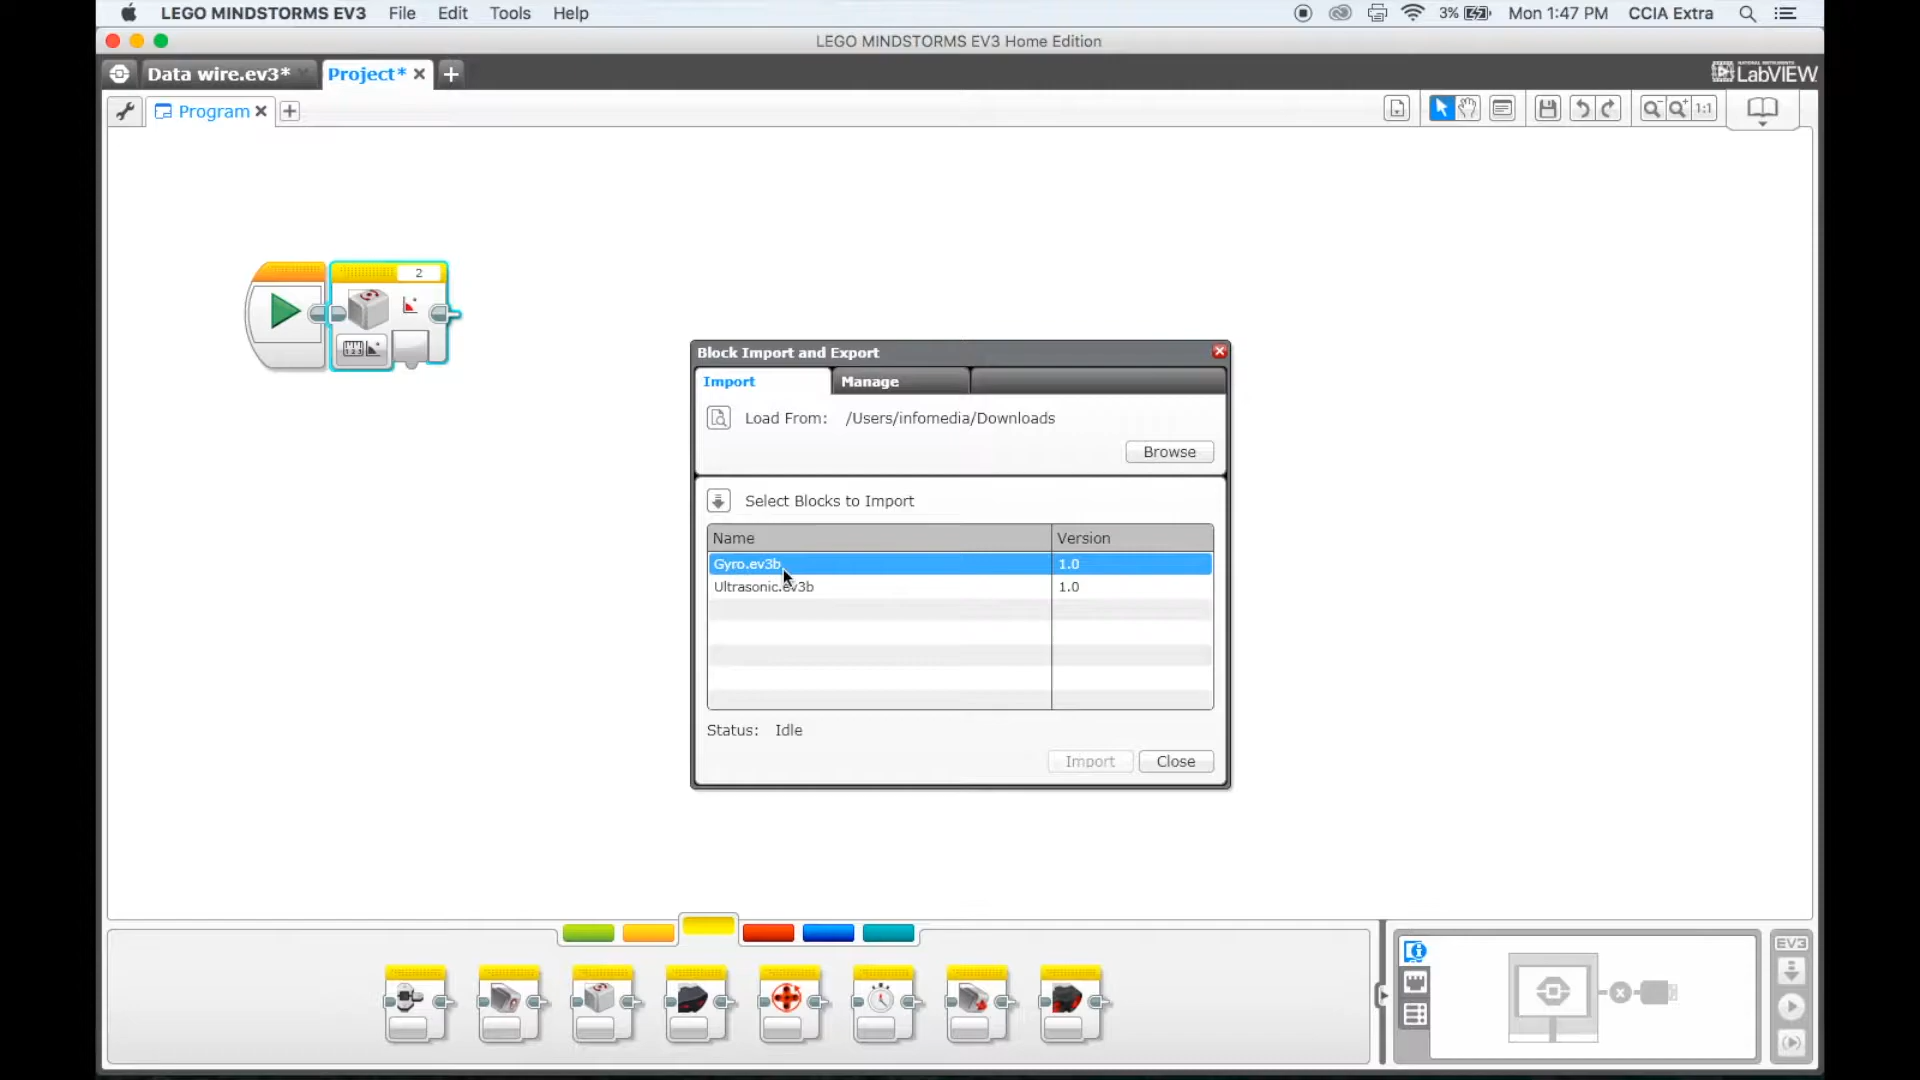 LEGO MINDSTORMS EV3 File Edit Tools Help 3% Mon 1:47 PM CCIA Extra
LEGO MINDSTORMS EV3 Home Edition
Data wire.ev3* Project* LabVIEW
Program 1:1
2
Block Import and Export
Import Manage
Load From: /Users/infomedia/Downloads
Browse
Select Blocks to Import
Name Version
Gyro.ev3b 1.0
Ultrasonic.ev3b 1.0
Status: Idle
Import Close
EV3